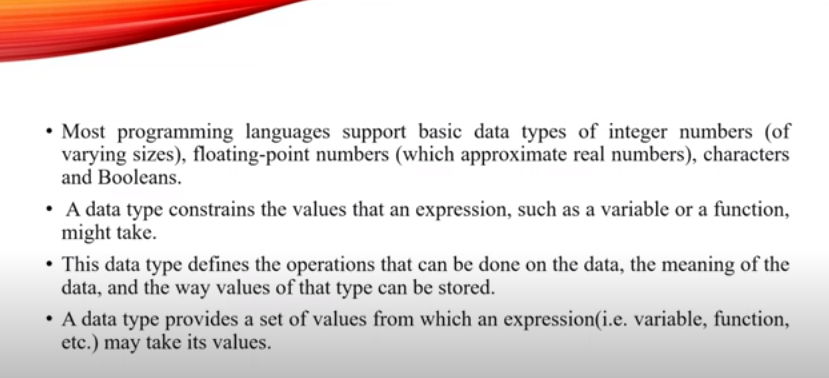 • Most programming languages support basic data types of integer numbers (of
varying sizes), floating-point numbers (which approximate real numbers), characters
and Booleans.
• A data type constrains the values that an expression, such as a variable or a function,
might take.
• This data type defines the operations that can be done on the data, the meaning of the
data, and the way values of that type can be stored.
• A data type provides a set of values from which an expression(i.e. variable, function,
etc.) may take its values.